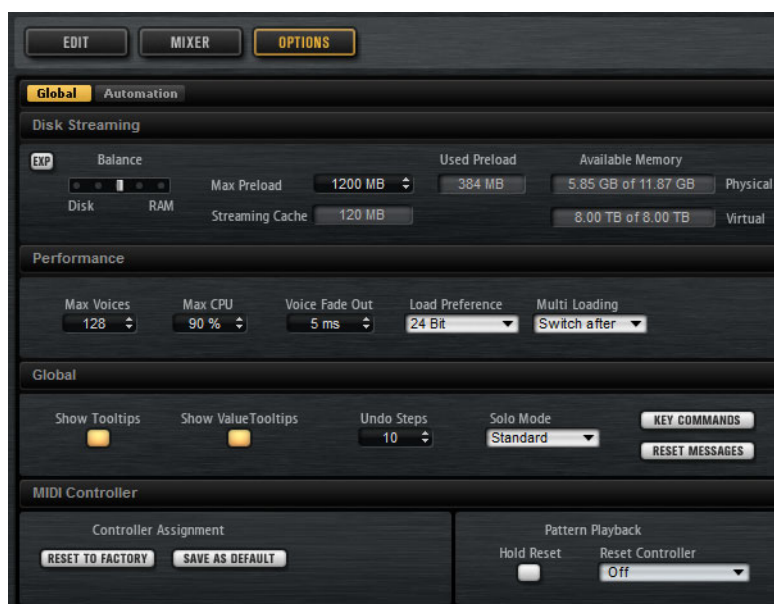 EDIT MIXER OPTIONS
Global Automation
Disk Streaming
EXP Balance Used Preload Available Memory
Max Preload 1200 MB 384 MB 5.85 GB of 11.87 GB Physical
Disk RAM
Streaming Cache 120 MB 8.00 TB of 8.00 TB Virtual
Performance
Max Voices Max CPU Voice Fade Out Load Preference Multi Loading
128 90 % 5 ms 24 Bit Switch after
Global
Show Tooltips Show ValueTooltips Undo Steps Solo Mode KEY COMMANDS
10 Standard
RESET MESSAGES
MIDI Controller
Controller Assignment Pattern Playback
RESET TO FACTORY SAVE AS DEFAULT Hold Reset Reset Controller
Off